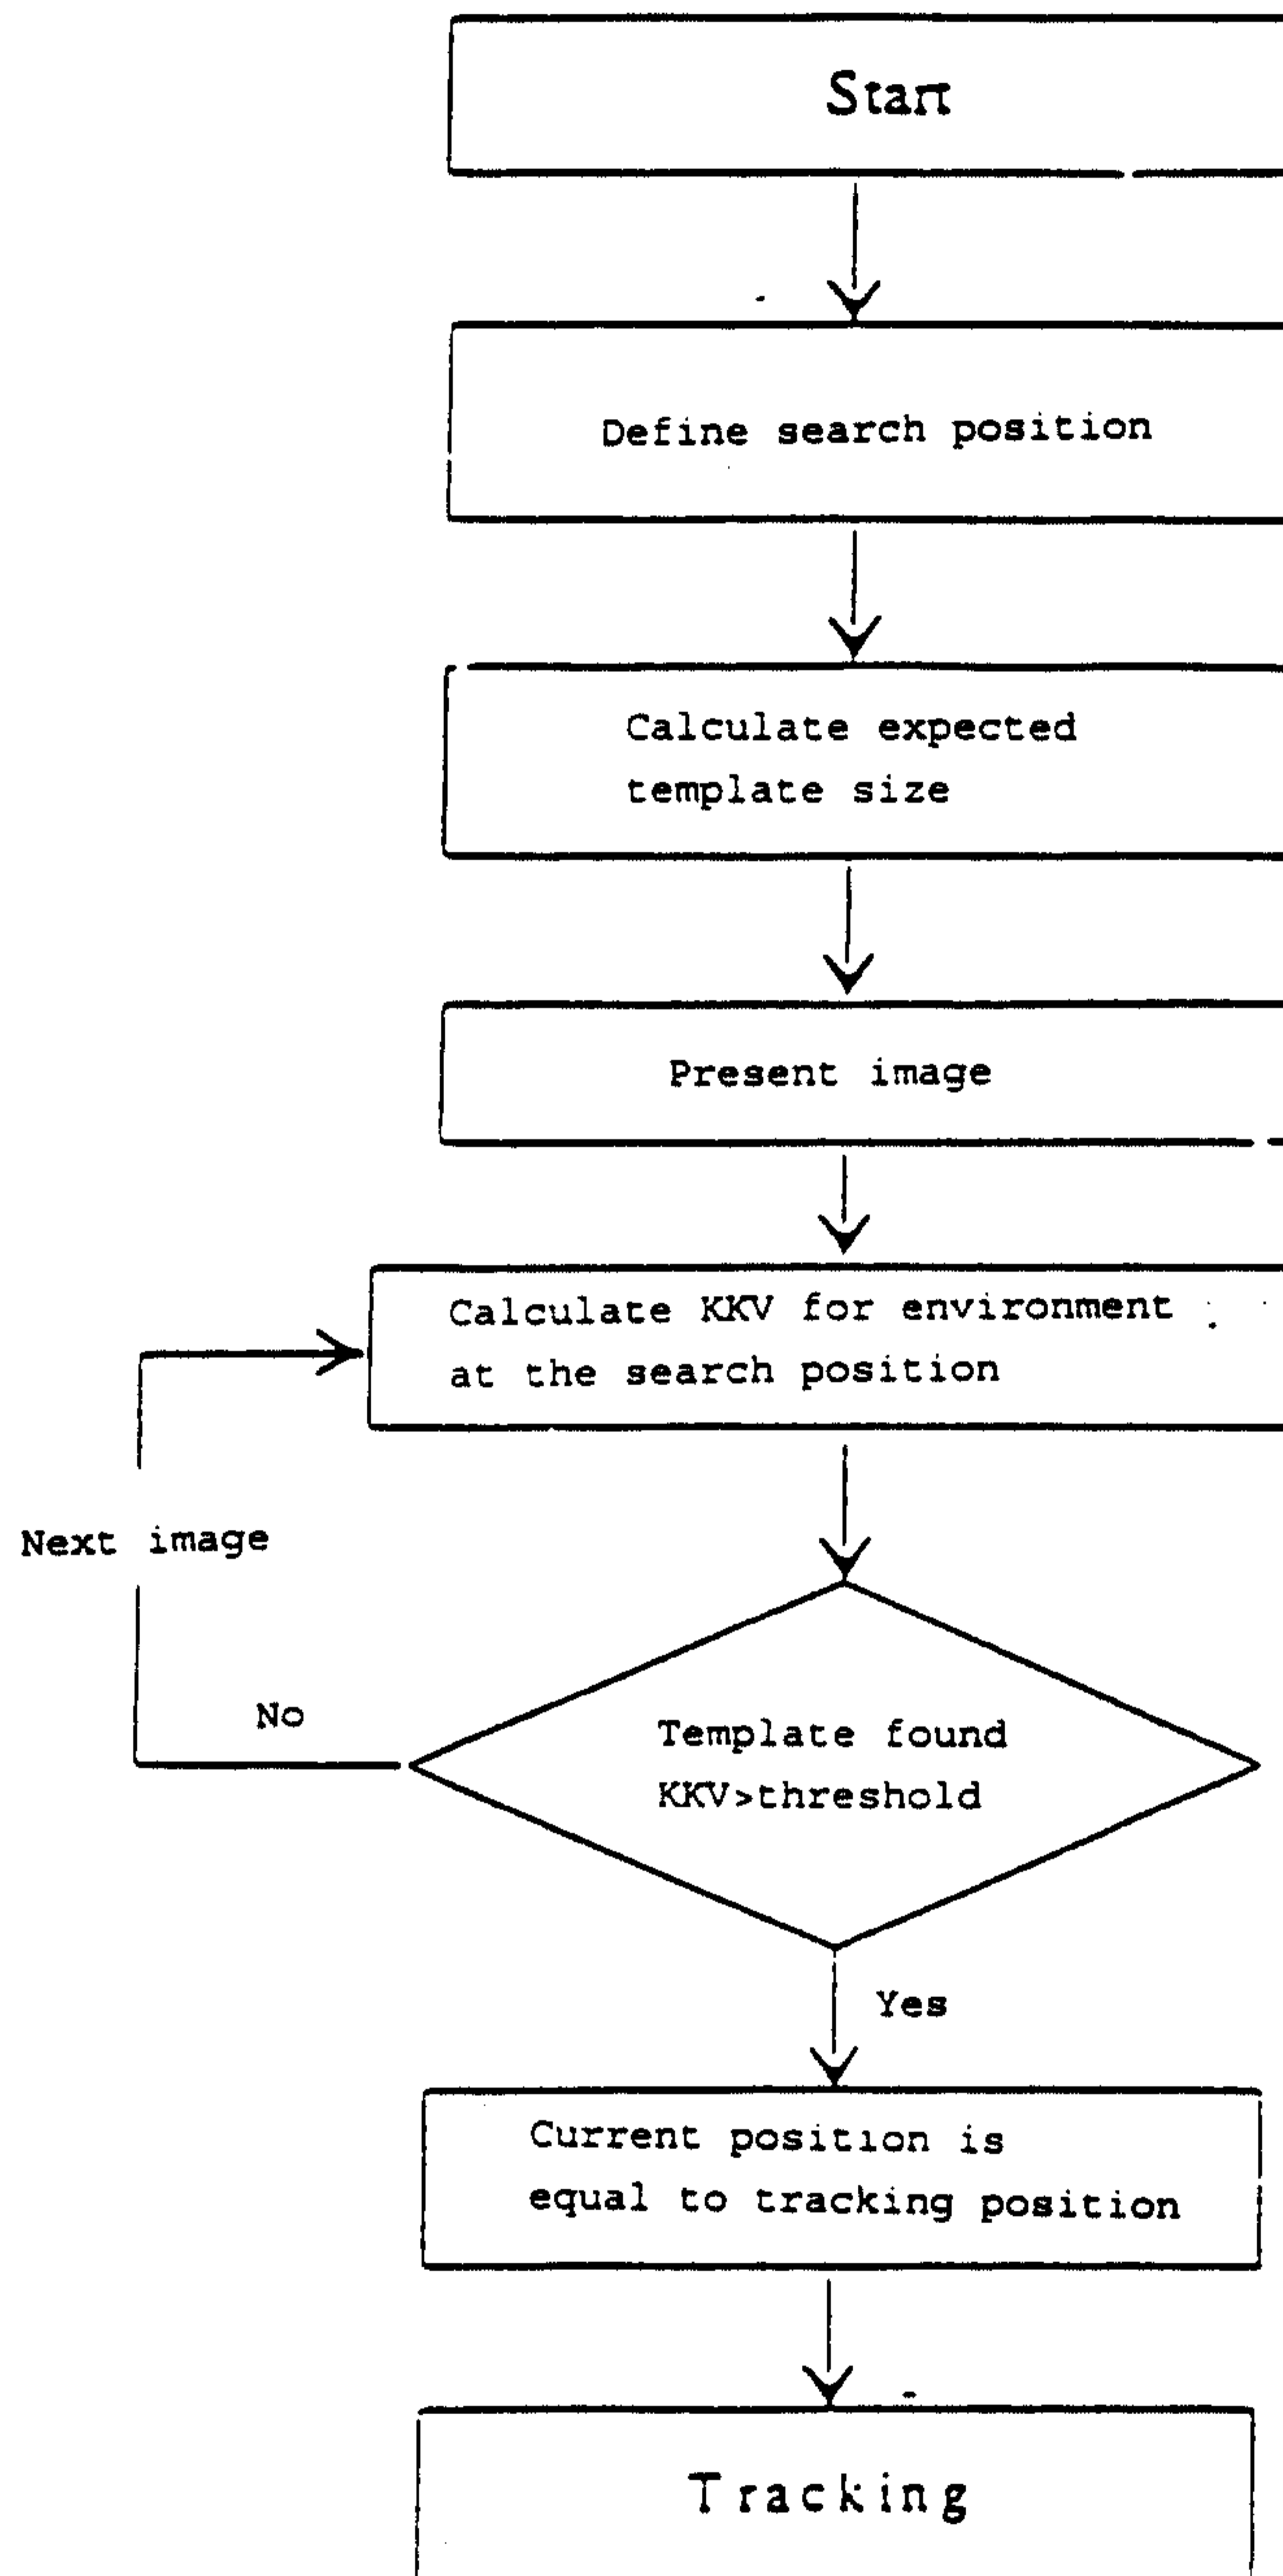 Start
Define search position
Calculate expected
template size
Present image
Calculate KKV for environment
at the search position
Next image
No
Template found
KKV>threshold
Yes
Current position is
equal to tracking position
Tracking